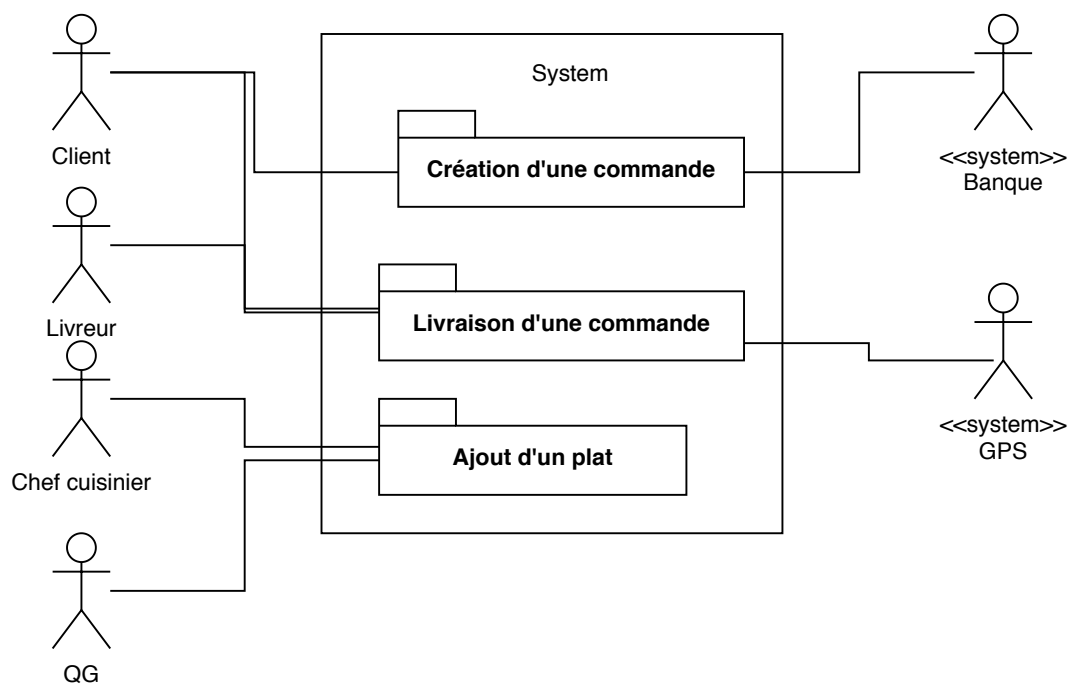 System
Client
Création d'une commande
<<system>>
Banque
Livreur
Livraison d'une commande
<<system>>
GPS
Chef cuisinier
Ajout d'un plat
QG